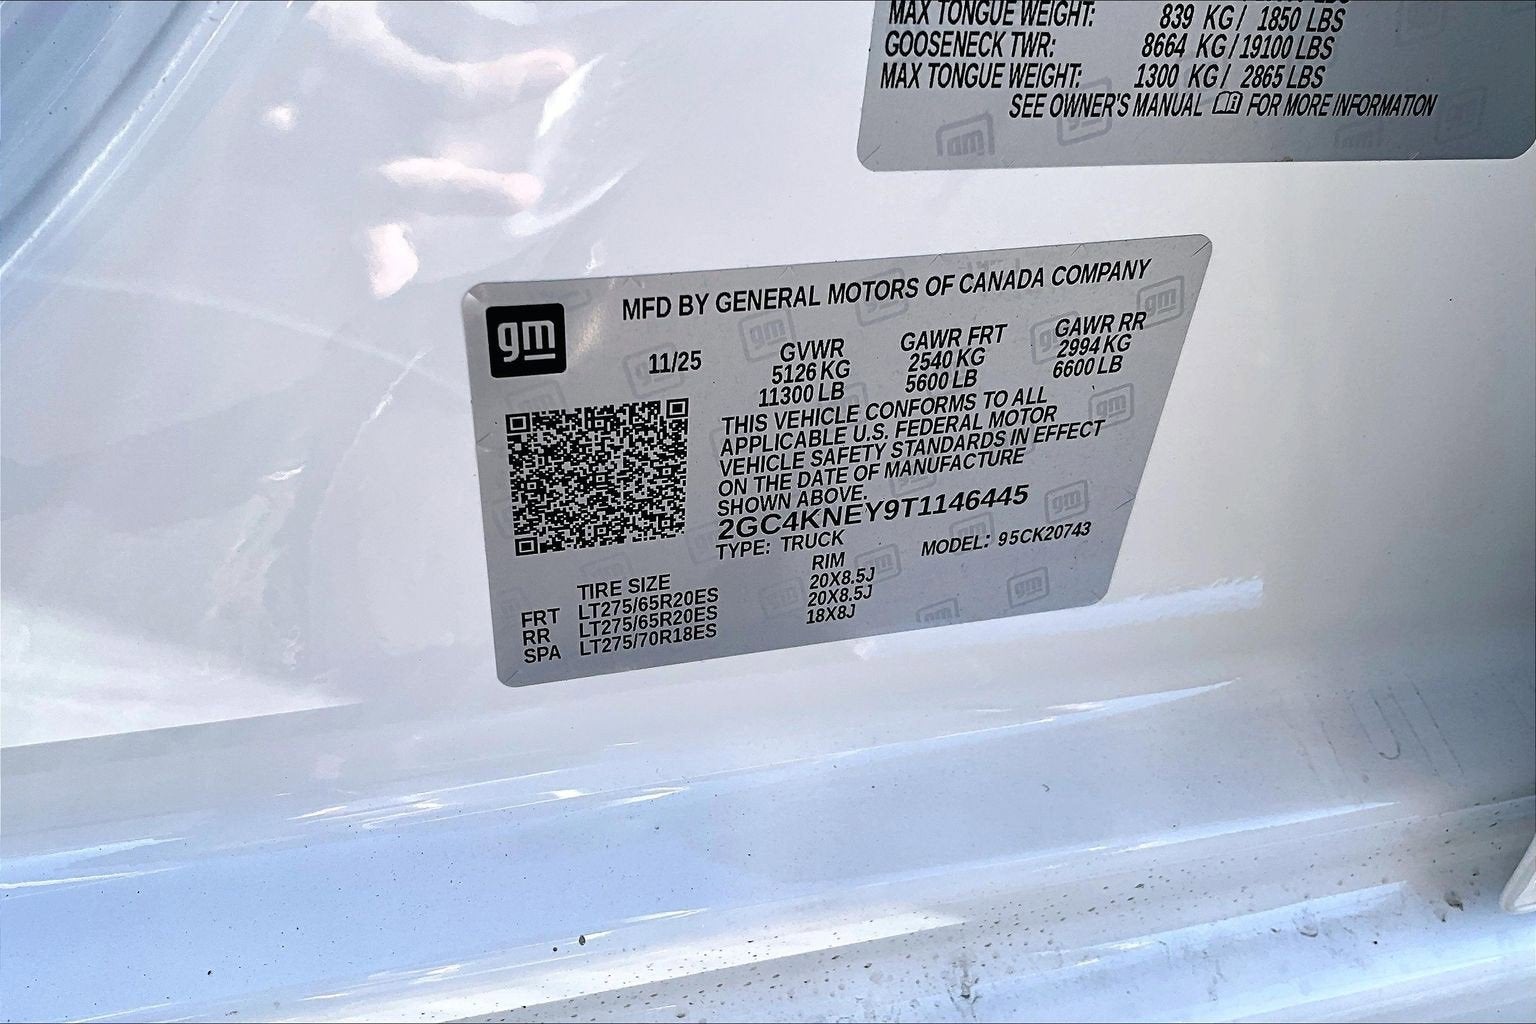 MAX TONGUE WEIGHT: 839 KG/ 1850 LBS
GOOSENECK TWR: 8664 KG/19100 LBS
MAX TONGUE WEIGHT: 1300 KG/ 2865 LBS
SEE OWNER'S MANUAL FOR MORE INFORMATION
gm
MFD BY GENERAL MOTORS OF CANADA COMPANY
11/25
GVWR GAWR FRT GAWR RR
5126 KG 2540 KG 2994 KG
11300 LB 5600 LB 6600 LB
THIS VEHICLE CONFORMS TO ALL
APPLICABLE U.S. FEDERAL MOTOR
VEHICLE SAFETY STANDARDS IN EFFECT
ON THE DATE OF MANUFACTURE
SHOWN ABOVE.
2GC4KNEY9T1146445
TYPE: TRUCK MODEL: 95CK20743
TIRE SIZE RIM
FRT LT275/65R20ES 20X8.5J
RR LT275/65R20ES 20X8.5J
SPA LT275/70R18ES 18X8J